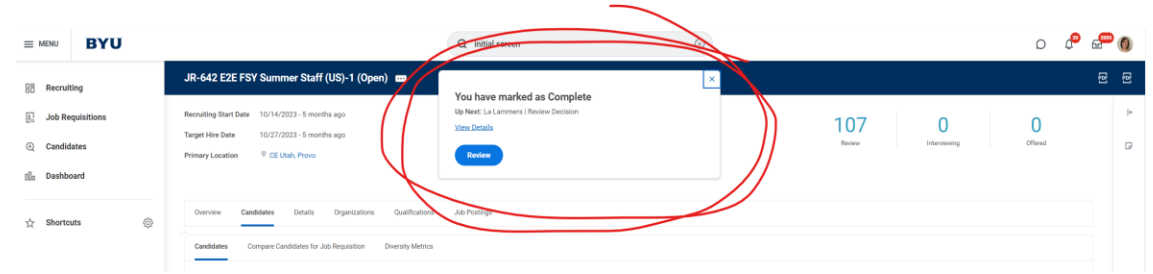 MENU BYU initial screen 30
JR-642 E2E FSY Summer Staff (US)-1 (Open)
Recruiting
Job Requisitions
Candidates
Dashboard
Shortcuts
Recruiting Start Date 10/14/2023 - 5 months ago
Target Hire Date 10/27/2023 - 5 months ago
Primary Location CE Utah, Provo
You have marked as Complete
Up Next: La Lammers | Review Decision
View Details
Review
107 0 0
Review Interviewing Offered
Overview Candidates Details Organizations Qualifications Job Postings
Candidates Compare Candidates for Job Requisition Diversity Metrics